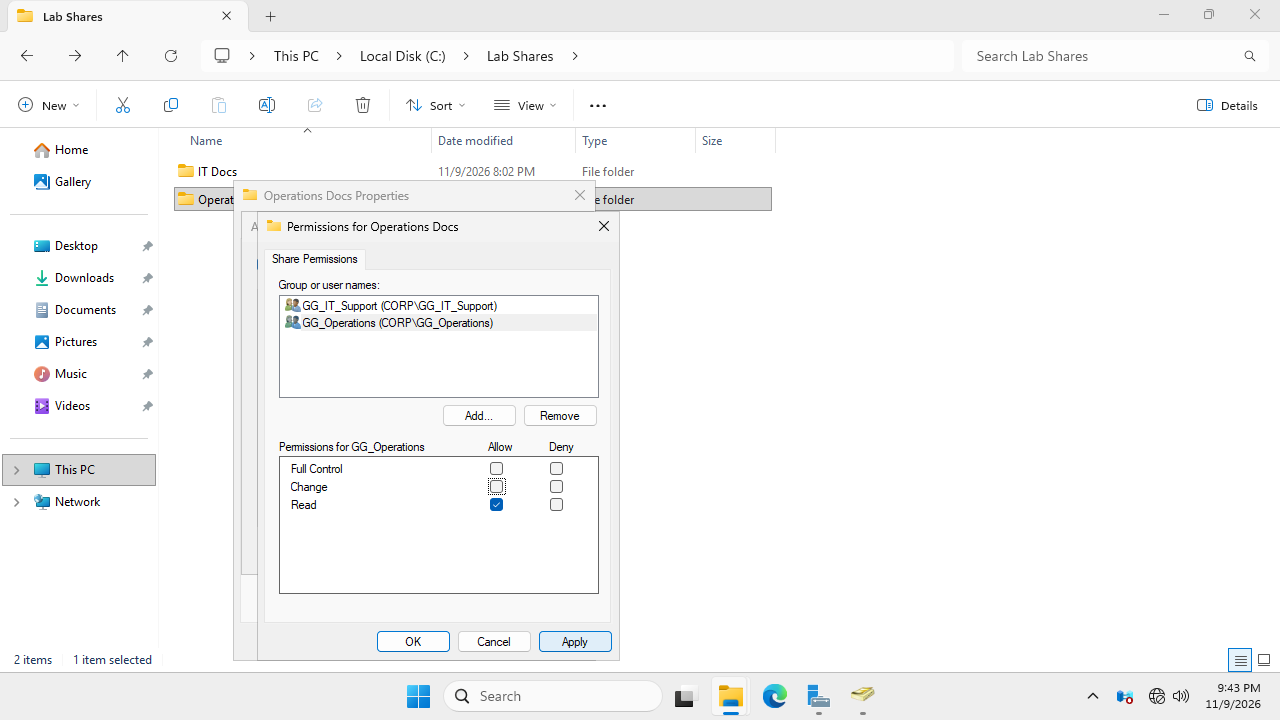 Lab Shares
This PC
Local Disk (C:)
Lab Shares
Search Lab Shares
New
Sort
View
Details
Name
Date modified
Type
Size
Home
Gallery
Desktop
Downloads
Documents
Pictures
Music
Videos
This PC
Network
IT Docs
11/9/2026 8:02 PM
File folder
Operat
e folder
Operations Docs Properties
A
Permissions for Operations Docs
Share Permissions
Group or user names:
GG_IT_Support (CORP\GG_IT_Support)
GG_Operations (CORP\GG_Operations)
Add...
Remove
Permissions for GG_Operations
Allow
Deny
Full Control
Change
Read
OK
Cancel
Apply
2 items
1 item selected
Search
9:43 PM
11/9/2026